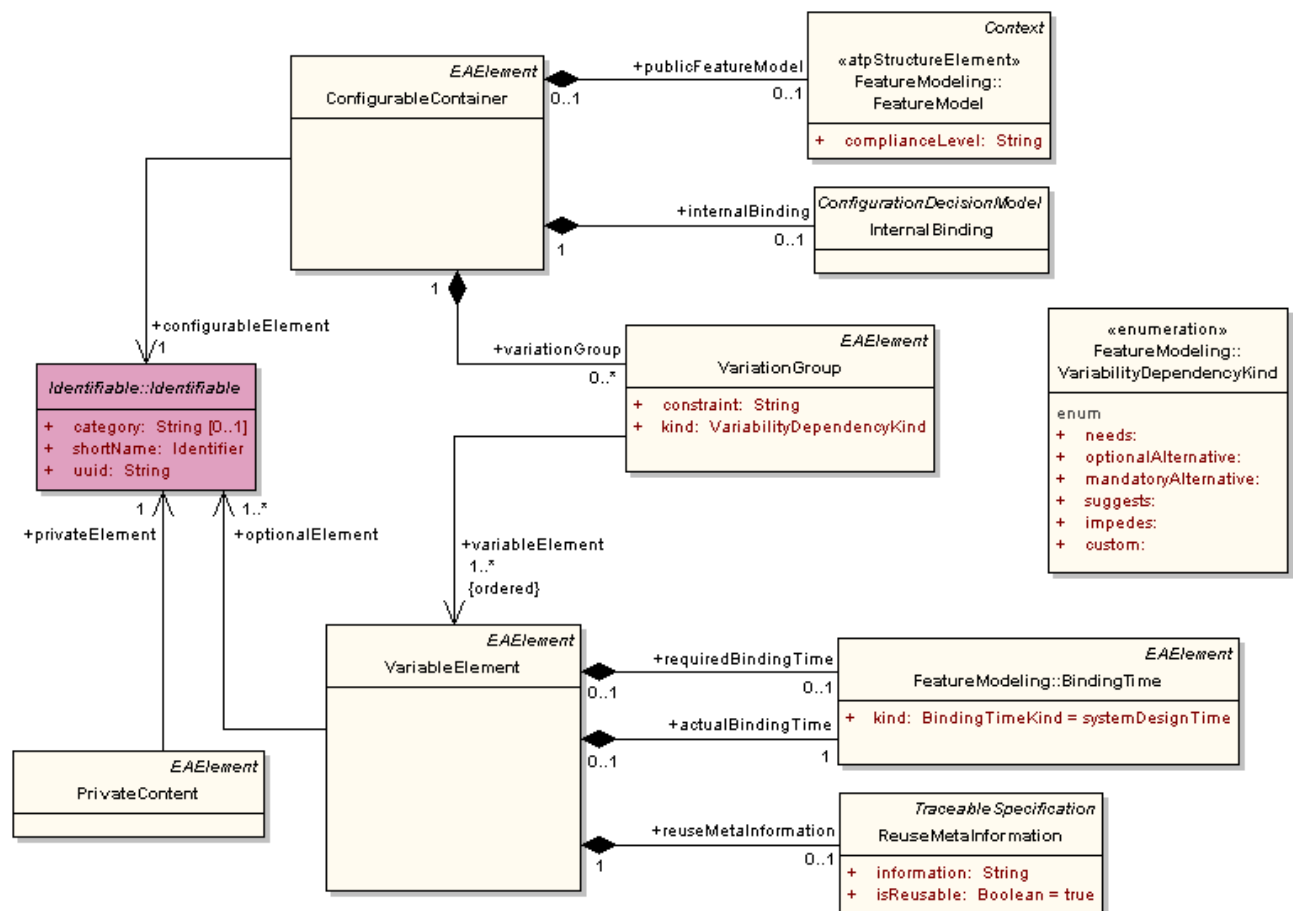 Context
«atpStructureElement»
FeatureModeling::
FeatureModel
+ complianceLevel: String
EAElement
ConfigurableContainer
+publicFeatureModel
0..1
0..1
+internalBinding
1
0..1
ConfigurationDecisionModel
InternalBinding
1
+variationGroup
0..*
+configurableElement
1
EAElement
VariationGroup
+ constraint: String
+ kind: VariabilityDependencyKind
«enumeration»
FeatureModeling::
VariabilityDependencyKind
enum
+ needs:
+ optionalAlternative:
+ mandatoryAlternative:
+ suggests:
+ impedes:
+ custom:
Identifiable::Identifiable
+ category: String [0..1]
+ shortName: Identifier
+ uuid: String
1
1..*
+privateElement
+optionalElement
+variableElement
1..*
{ordered}
EAElement
VariableElement
+requiredBindingTime
0..1
0..1
+actualBindingTime
0..1
1
EAElement
FeatureModeling::BindingTime
+ kind: BindingTimeKind = systemDesignTime
EAElement
PrivateContent
+reuseMetaInformation
1
0..1
TraceableSpecification
ReuseMetaInformation
+ information: String
+ isReusable: Boolean = true